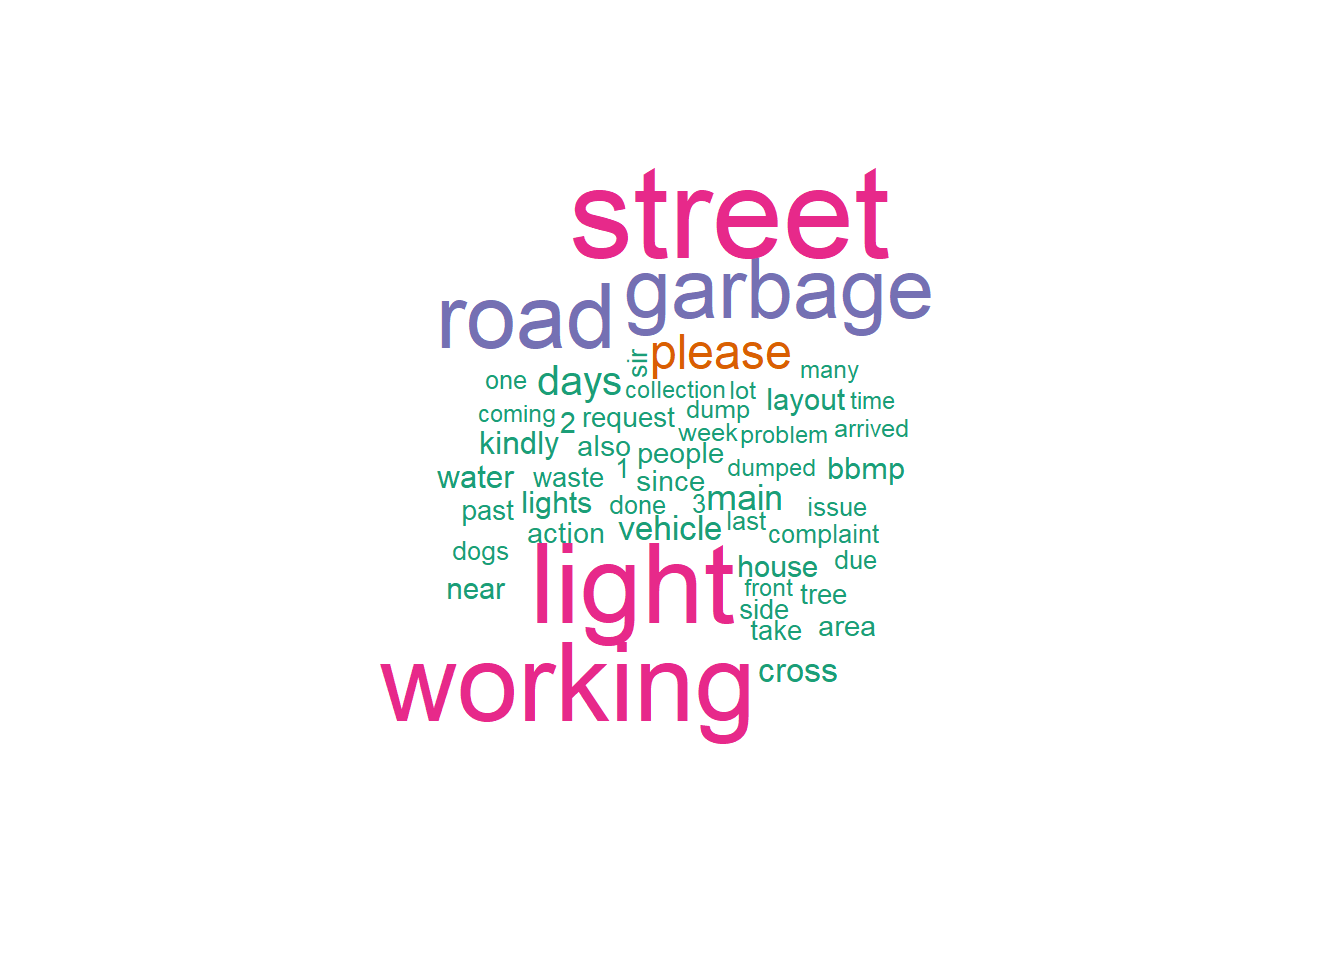 street
garbage
road
please
sir
many
one
days
collection
lot
layout
time
coming
2
request
dump
week
problem
arrived
kindly
also
people
dumped
bbmp
water
waste
1
since
main
past
lights
done
3
issue
action
vehicle
last
complaint
dogs
light
house
due
near
front
tree
side
take
area
working
cross